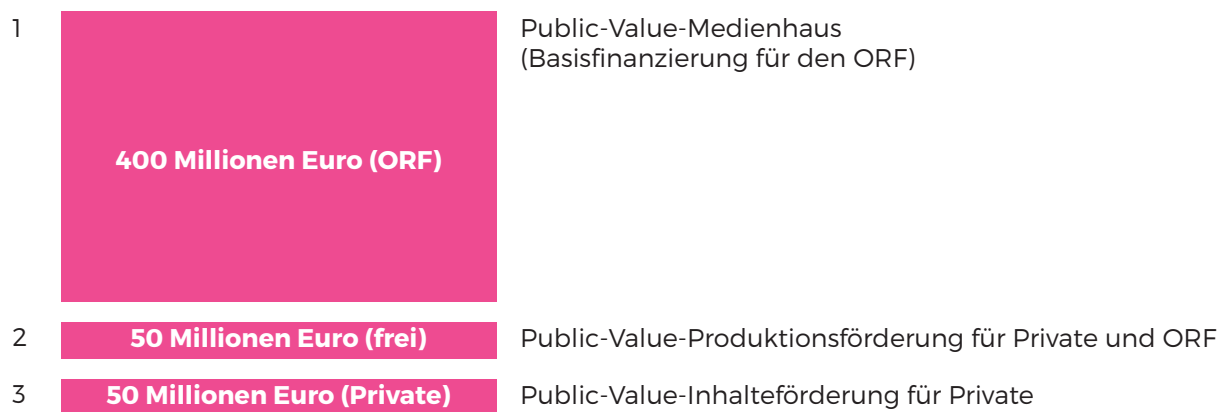 1
Public-Value-Medienhaus
(Basisfinanzierung für den ORF)
400 Millionen Euro (ORF)
2
50 Millionen Euro (frei)
Public-Value-Produktionsförderung für Private und ORF
3
50 Millionen Euro (Private)
Public-Value-Inhalteförderung für Private